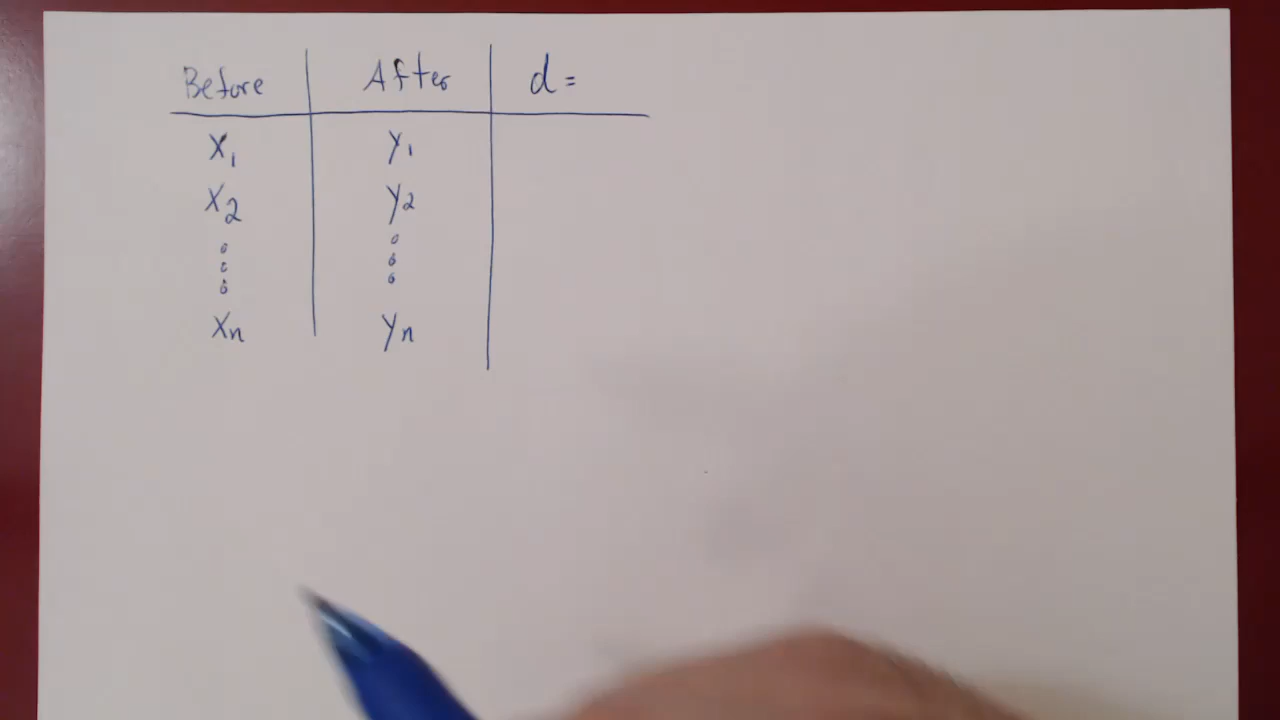 Before After d =
x₁ y₁
x₂ y₂
⋮ ⋮
xₙ yₙ